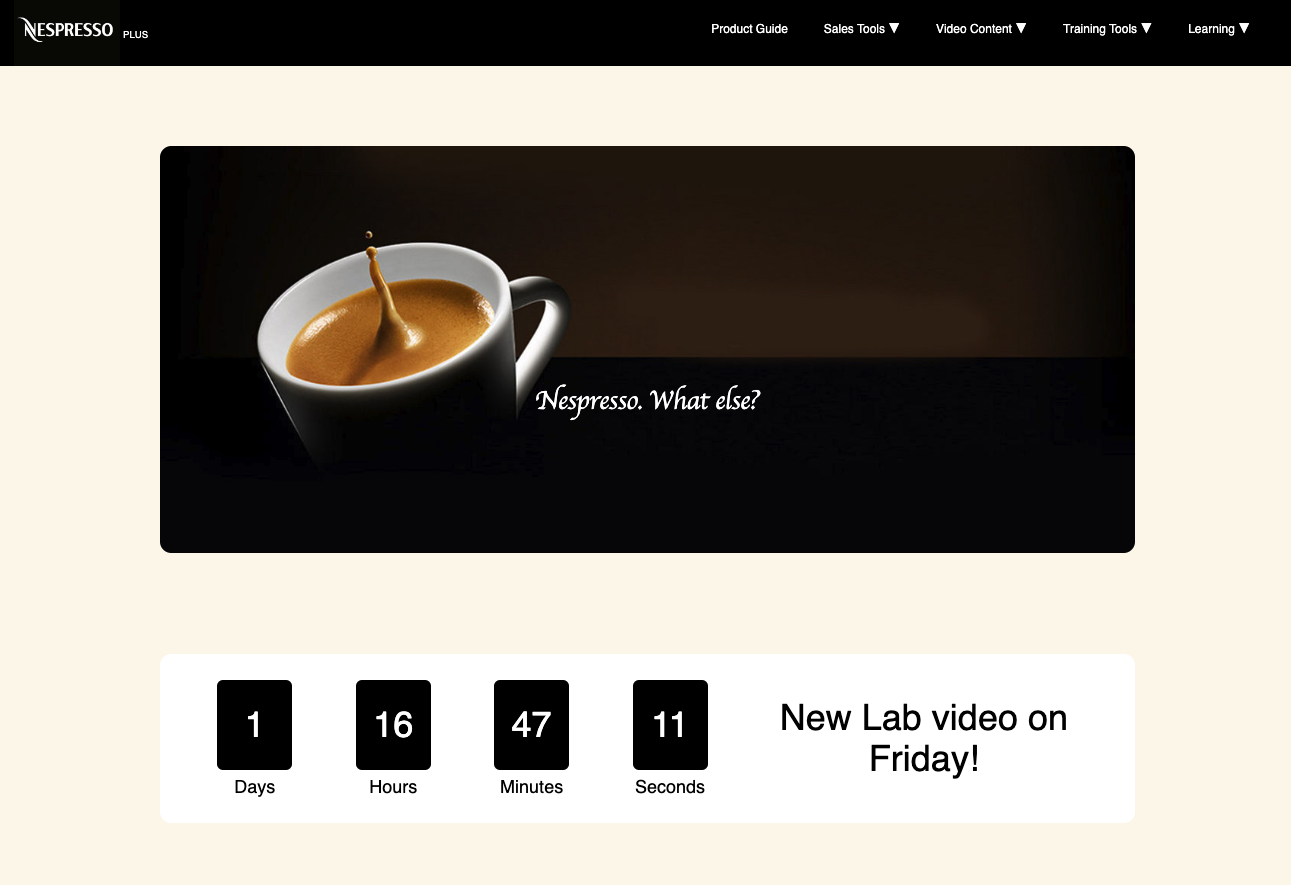 NESPRESSO PLUS
Product Guide Sales Tools ▼ Video Content ▼ Training Tools ▼ Learning ▼
Nespresso. What else?
1 16 47 11
Days Hours Minutes Seconds
New Lab video on
Friday!